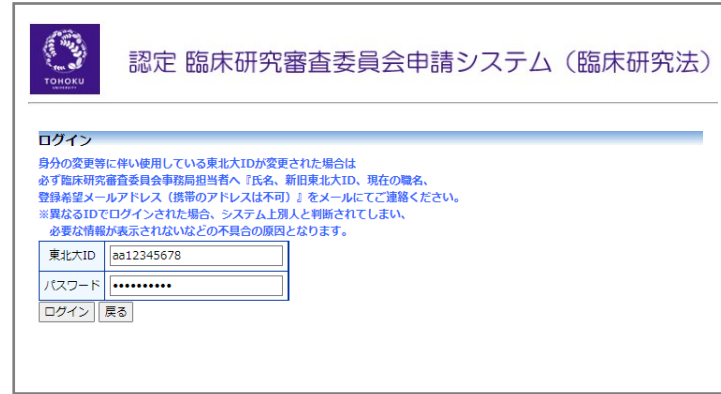 TOHOKU
UNIVERSITY
認定 臨床研究審査委員会申請システム（臨床研究法）
ログイン
身分の変更等に伴い使用している東北大IDが変更された場合は
必ず臨床研究審査委員会事務局担当者へ『氏名、新旧東北大ID、現在の職名、
登録希望メールアドレス（携帯のアドレスは不可）』をメールにてご連絡ください。
※異なるIDでログインされた場合、システム上別人と判断されてしまい、
必要な情報が表示されないなどの不具合の原因となります。
東北大ID aa12345678
パスワード ••••••••••
ログイン 戻る